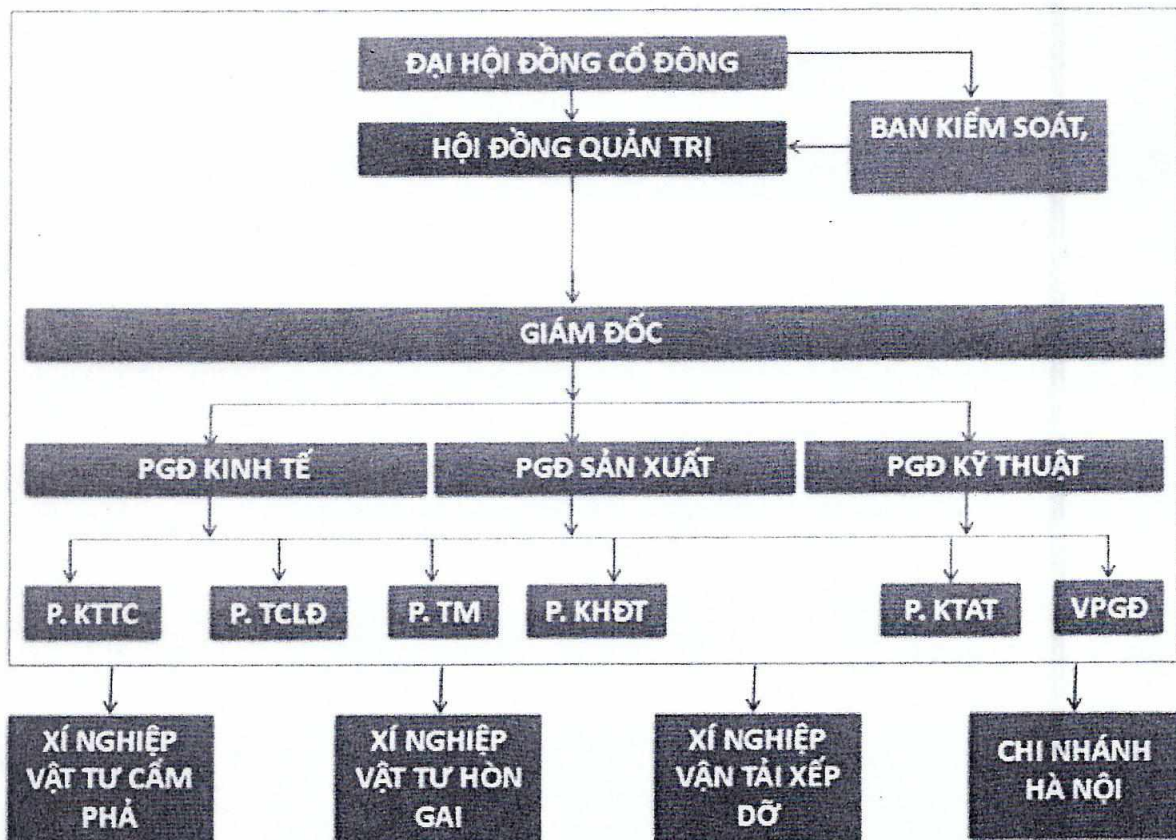 ĐẠI HỘI ĐỒNG CỔ ĐÔNG
BAN KIỂM SOÁT,
HỘI ĐỒNG QUẢN TRỊ
GIÁM ĐỐC
PGĐ KINH TẾ
PGĐ SẢN XUẤT
PGĐ KỸ THUẬT
P. KTTC
P. TCLĐ
P. TM
P. KHĐT
P. KTAT
VPGĐ
XÍ NGHIỆP
VẬT TƯ CẨM
PHẢ
XÍ NGHIỆP
VẬT TƯ HÒN
GAI
XÍ NGHIỆP
VẬN TẢI XẾP
DỠ
CHI NHÁNH
HÀ NỘI